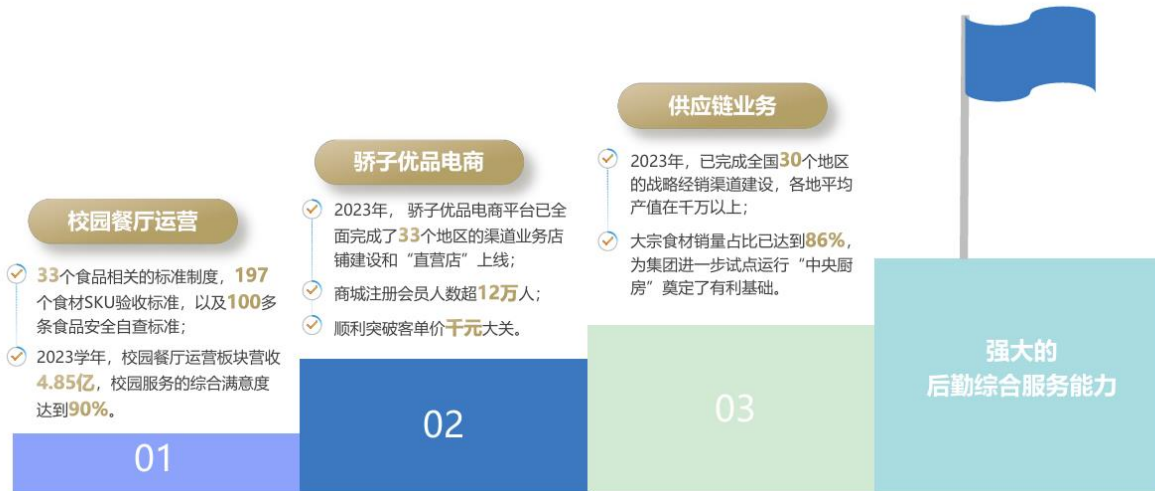 校园餐厅运营
33个食品相关的标准制度，197
个食材SKU验收标准，以及100多
条食品安全自查标准；
2023学年，校园餐厅运营板块营收
4.85亿，校园服务的综合满意度
达到90%。
01
骄子优品电商
2023年， 骄子优品电商平台已全
面完成了33个地区的渠道业务店
铺建设和“直营店”上线；
商城注册会员人数超12万人；
顺利突破客单价千元大关。
02
供应链业务
2023年，已完成全国30个地区
的战略经销渠道建设，各地平均
产值在千万以上；
大宗食材销量占比已达到86%，
为集团进一步试点运行“中央厨
房”奠定了有利基础。
03
强大的
后勤综合服务能力